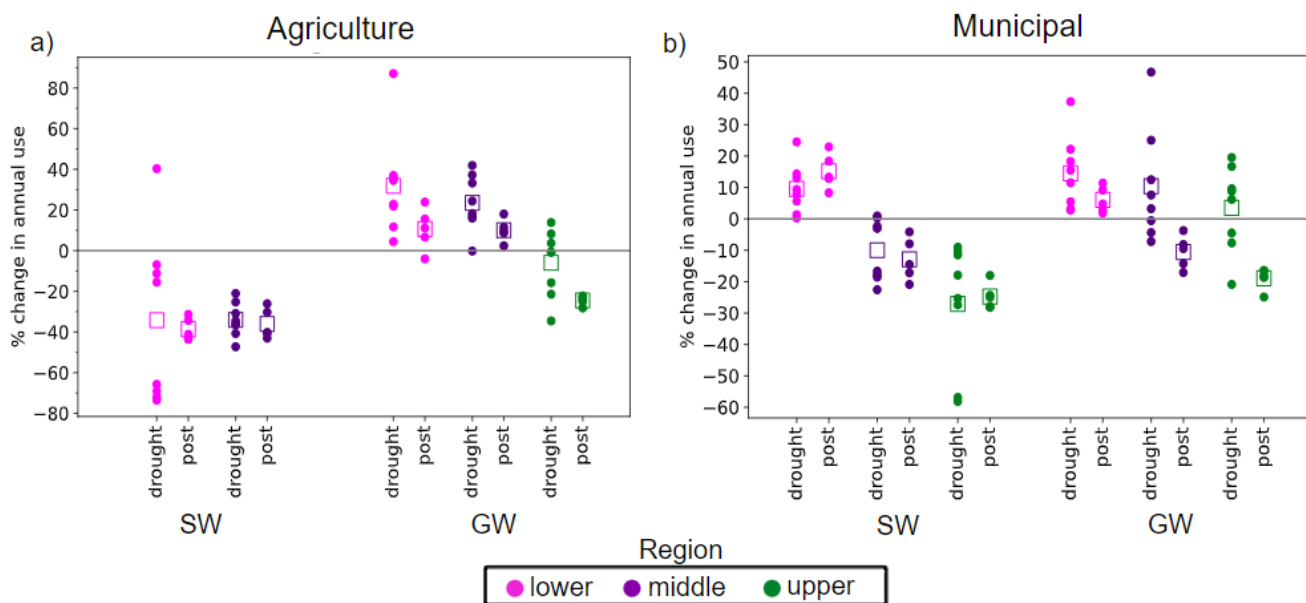 a)
Agriculture
% change in annual use
80
60
40
20
0
−20
−40
−60
−80
drought
post
drought
post
drought
post
drought
post
drought
post
SW
GW
b)
Municipal
% change in annual use
50
40
30
20
10
0
−10
−20
−30
−40
−50
−60
drought
post
drought
post
drought
post
drought
post
drought
post
drought
post
SW
GW
Region
lower middle upper